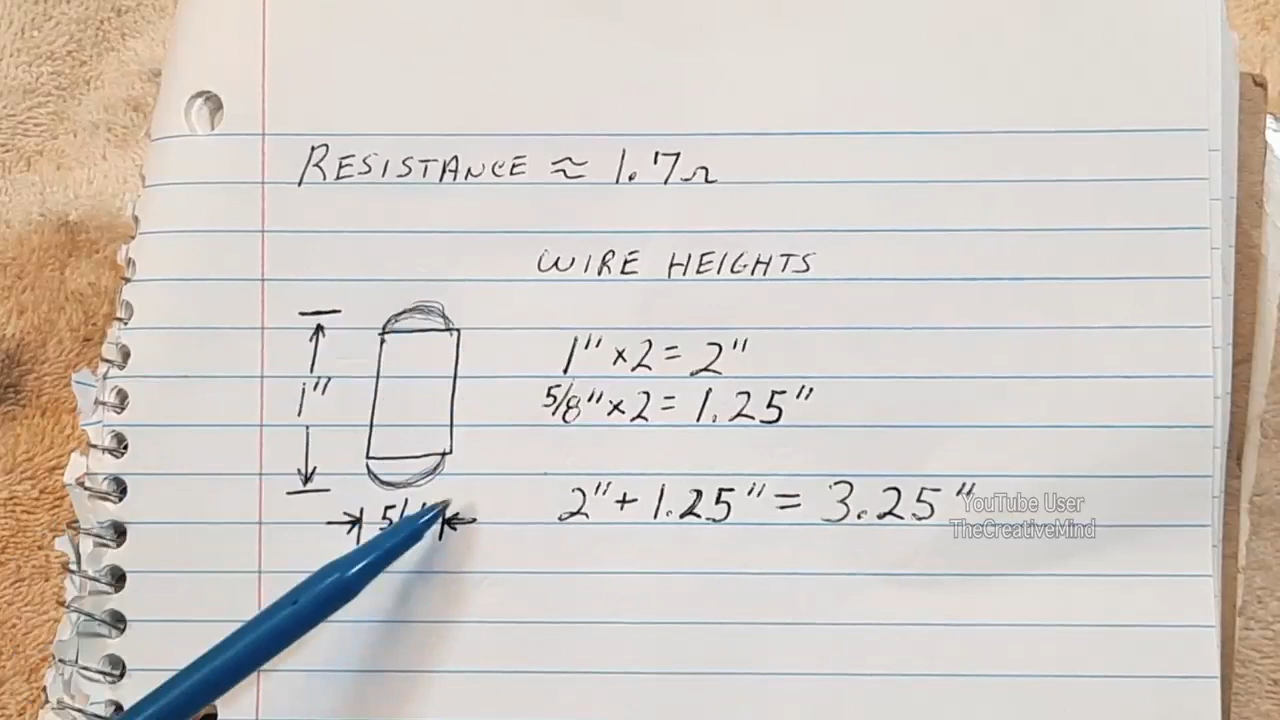 RESISTANCE ≈ 1.7Ω
WIRE HEIGHTS
1" ×2 = 2"
1"
5/8" ×2 = 1.25"
2" + 1.25" = 3.25"
YouTube User
TheCreativeMind